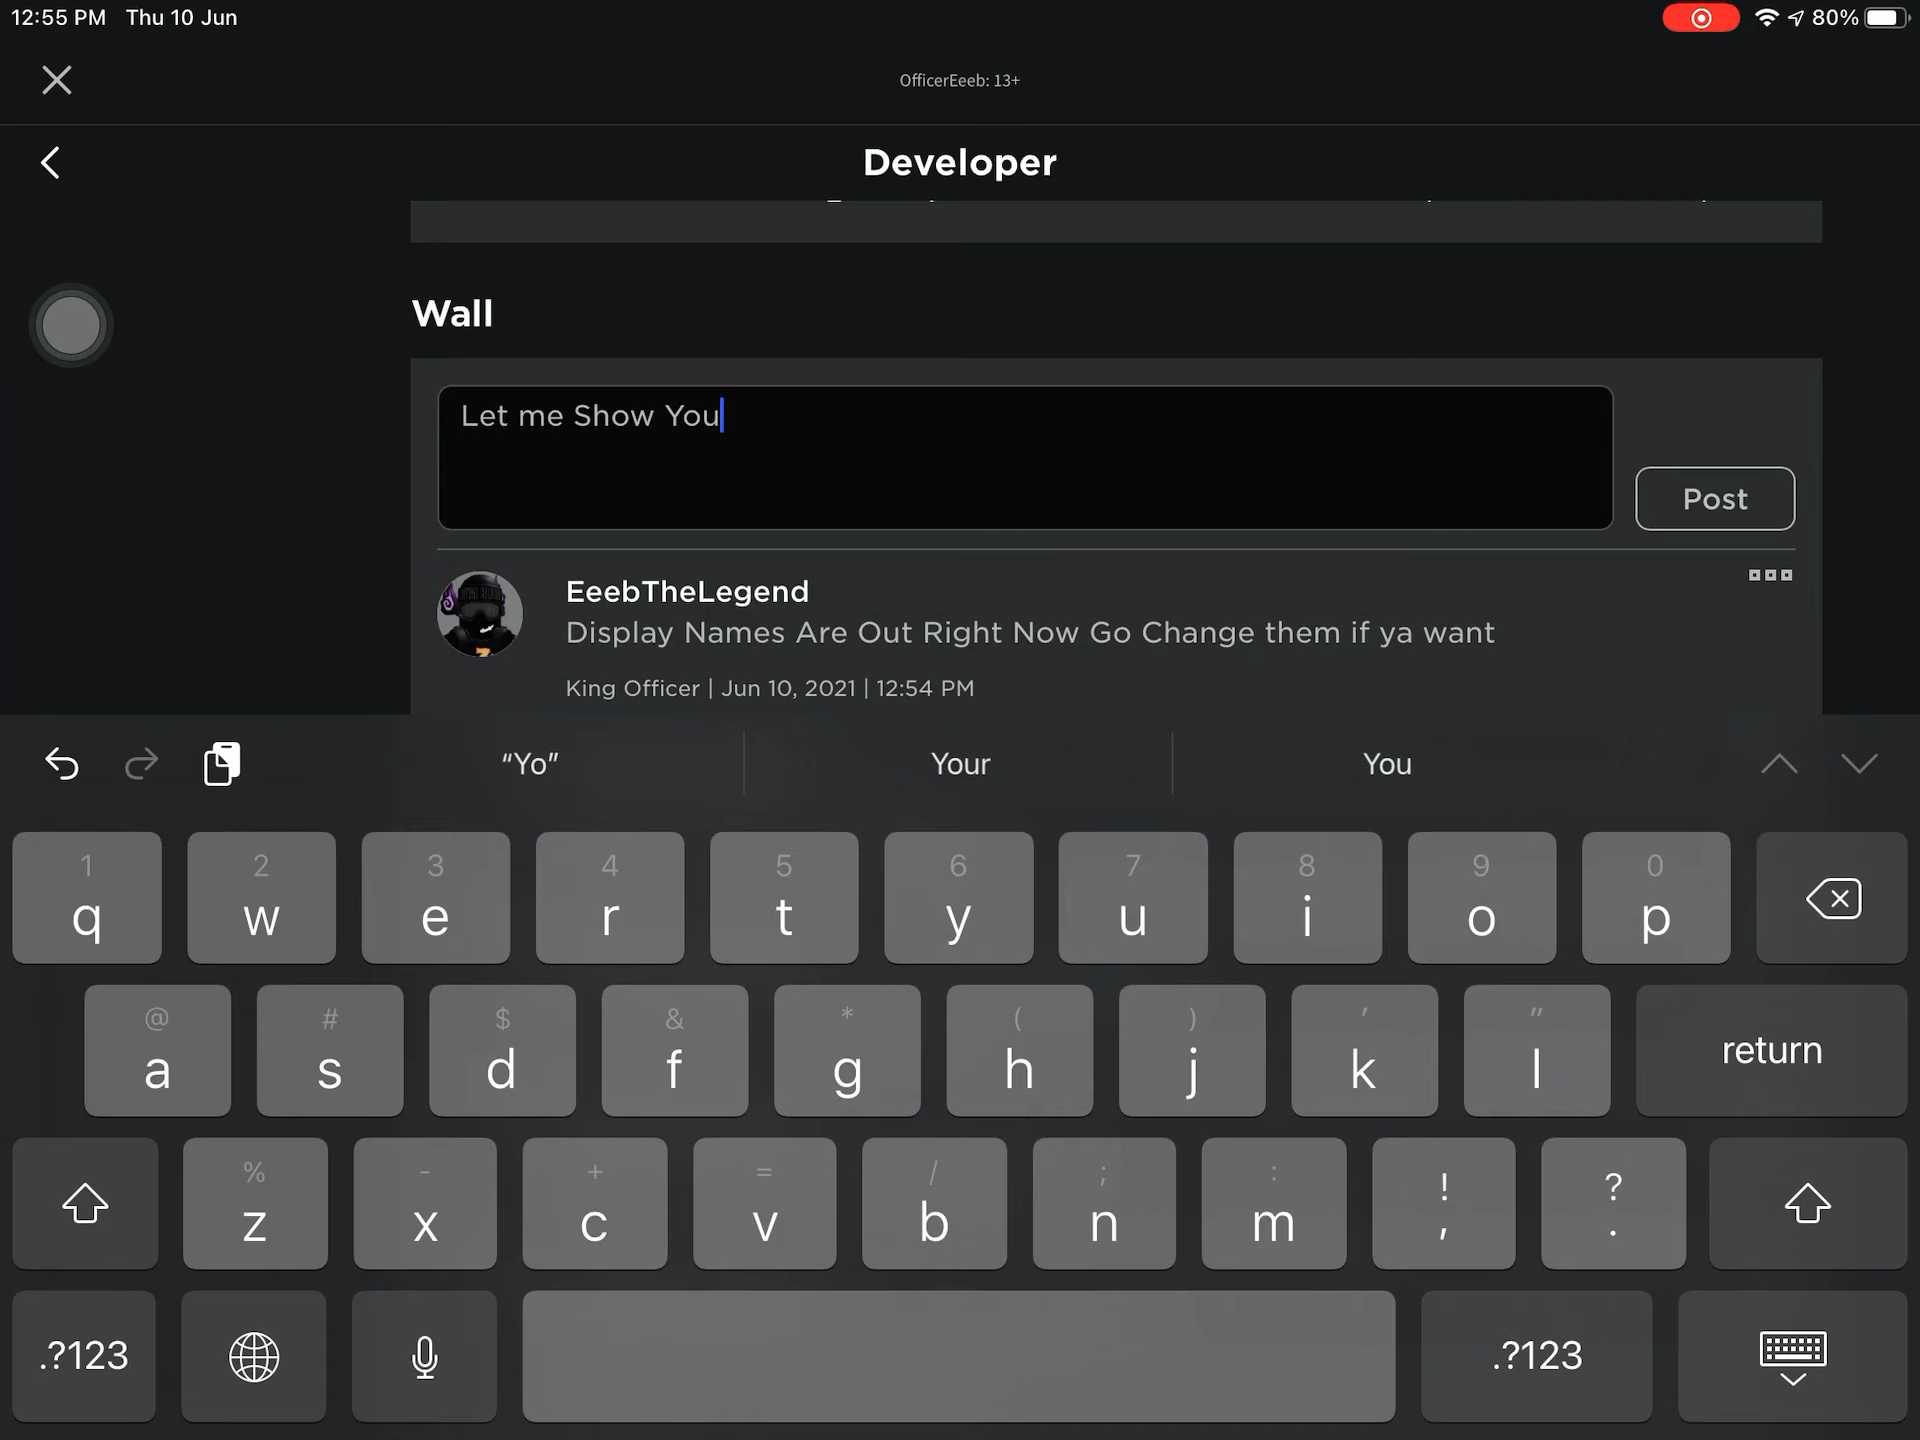 12:55 PM Thu 10 Jun 80%
OfficerEeeb: 13+
Developer
Wall
Let me Show You
Post
EeebTheLegend
Display Names Are Out Right Now Go Change them if ya want
King Officer | Jun 10, 2021 | 12:54 PM
“Yo” Your You
1 2 3 4 5 6 7 8 9 0
q w e r t y u i o p
@ # $ & * ( ) ' "
a s d f g h j k l return
% - + = / ; : ! ?
z x c v b n m , .
.?123 .?123